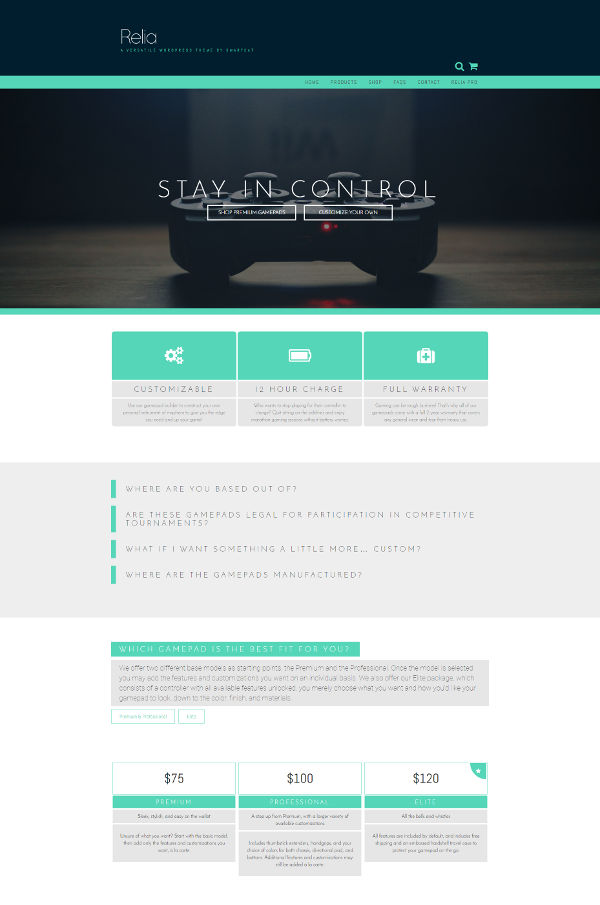 Relia
A VERSATILE WORDPRESS THEME BY SMARTCAT
HOME PRODUCTS SHOP FAQS CONTACT RELIA PRO
STAY IN CONTROL
SHOP PREMIUM GAMEPADS CUSTOMIZE YOUR OWN
CUSTOMIZABLE 12 HOUR CHARGE FULL WARRANTY
WHERE ARE YOU BASED OUT OF?
ARE THESE GAMEPADS LEGAL FOR PARTICIPATION IN COMPETITIVE
TOURNAMENTS?
WHAT IF I WANT SOMETHING A LITTLE MORE... CUSTOM?
WHERE ARE THE GAMEPADS MANUFACTURED?
WHICH GAMEPAD IS THE BEST FIT FOR YOU?
We offer two different base models as starting points, the Premium and the Professional. Once the model is selected
you may add the features and customizations you want on an individual basis. We also offer our Elite package, which
consists of a controller with all available features unlocked, you merely choose what you want and how you'd like your
gamepad to look, down to the color, finish, and materials.
Premium & Professional Elite
$75 $100 $120
PREMIUM PROFESSIONAL ELITE
Sleek, stylish, and easy on the wallet
Unsure of what you want? Start with the basic model,
then add only the features and customizations you
want, a la carte.
A step up from Premium, with a larger variety of
available customizations
Includes thumbstick extenders, handgrips, and your
choice of colors for both chassis, directional pad, and
buttons. Additional features and customizations may
still be added a la carte.
All the bells and whistles
All features are included by default, and includes free
shipping and an embossed hardshell travel case to
protect your gamepad on the go.